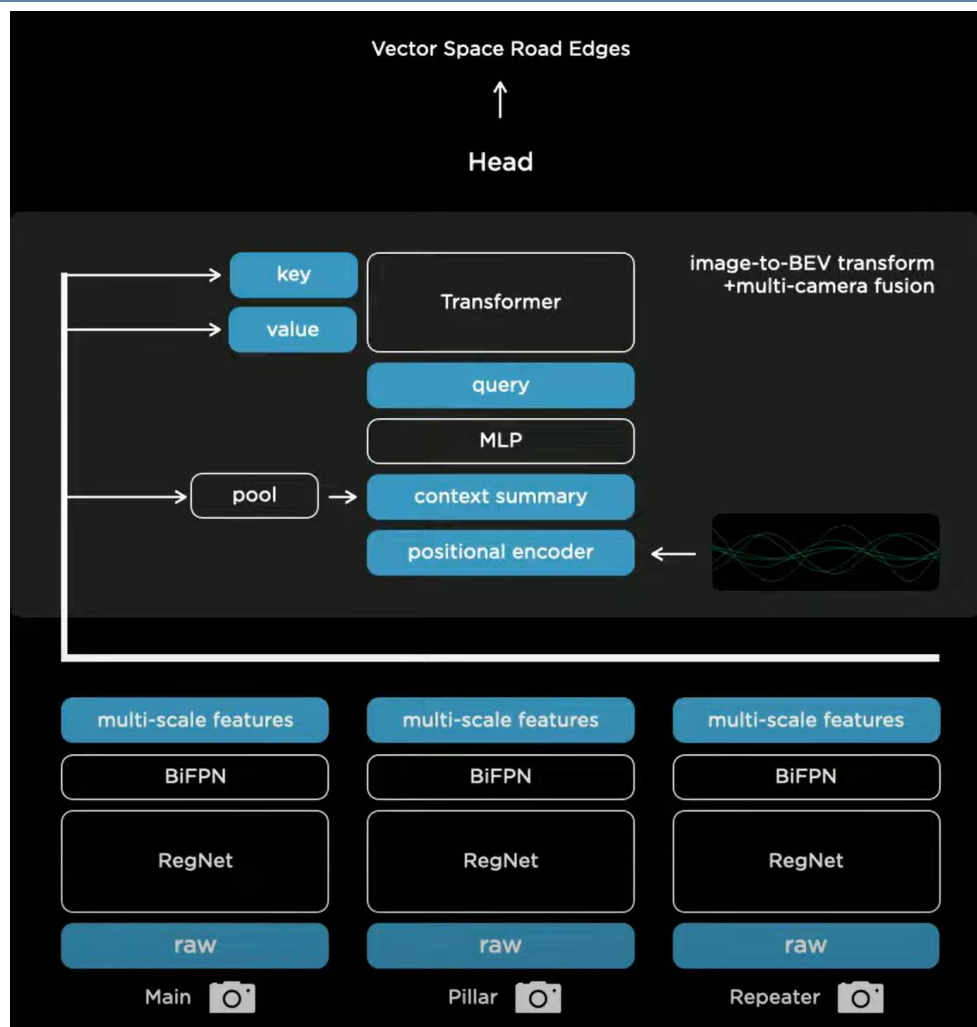 Vector Space Road Edges
Head
image-to-BEV transform
+multi-camera fusion
key
Transformer
value
query
MLP
pool
context summary
positional encoder
multi-scale features
multi-scale features
multi-scale features
BiFPN
BiFPN
BiFPN
RegNet
RegNet
RegNet
raw
raw
raw
Main
Pillar
Repeater